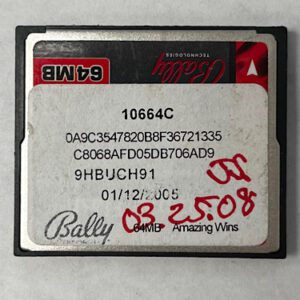 Bally
TECHNOLOGIES
64MB
10664C
0A9C3547820B8F36721335
C8068AFD05DB706AD9
9HBUCH91
01/12/2005
03.25.08
Bally
64MB Amazing Wins